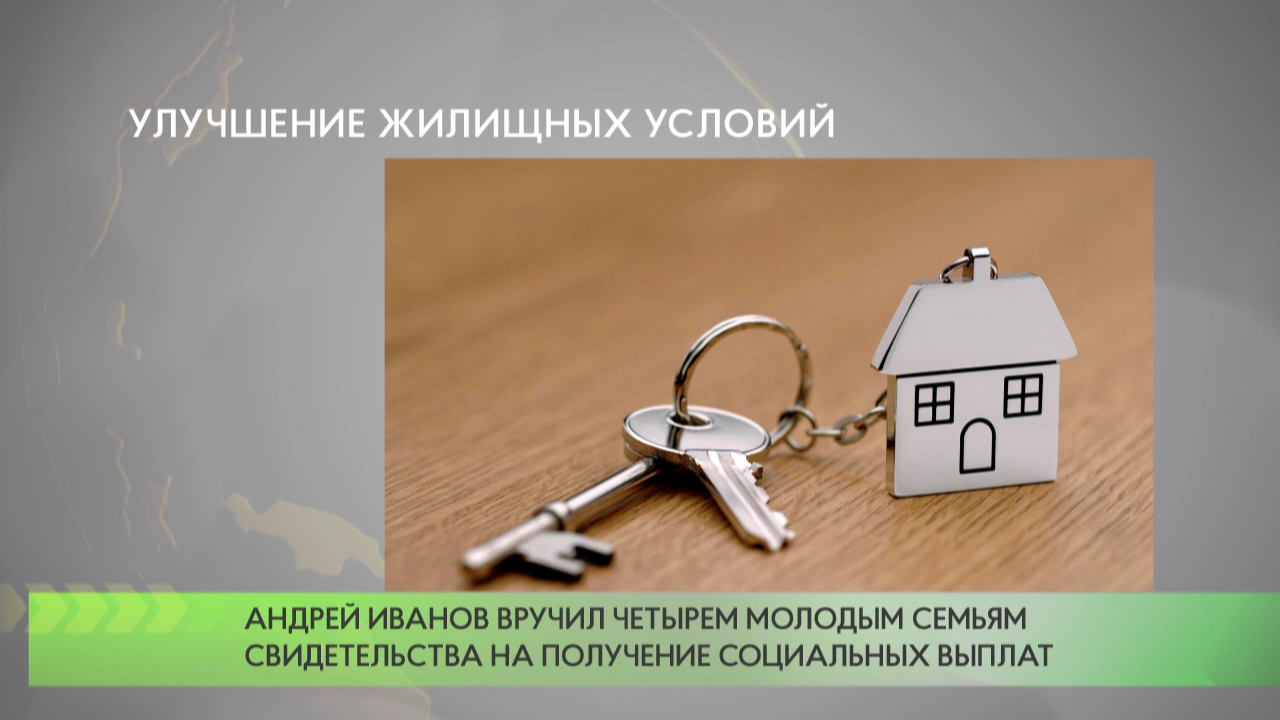 УЛУЧШЕНИЕ ЖИЛИЩНЫХ УСЛОВИЙ
АНДРЕЙ ИВАНОВ ВРУЧИЛ ЧЕТЫРЕМ МОЛОДЫМ СЕМЬЯМ
СВИДЕТЕЛЬСТВА НА ПОЛУЧЕНИЕ СОЦИАЛЬНЫХ ВЫПЛАТ